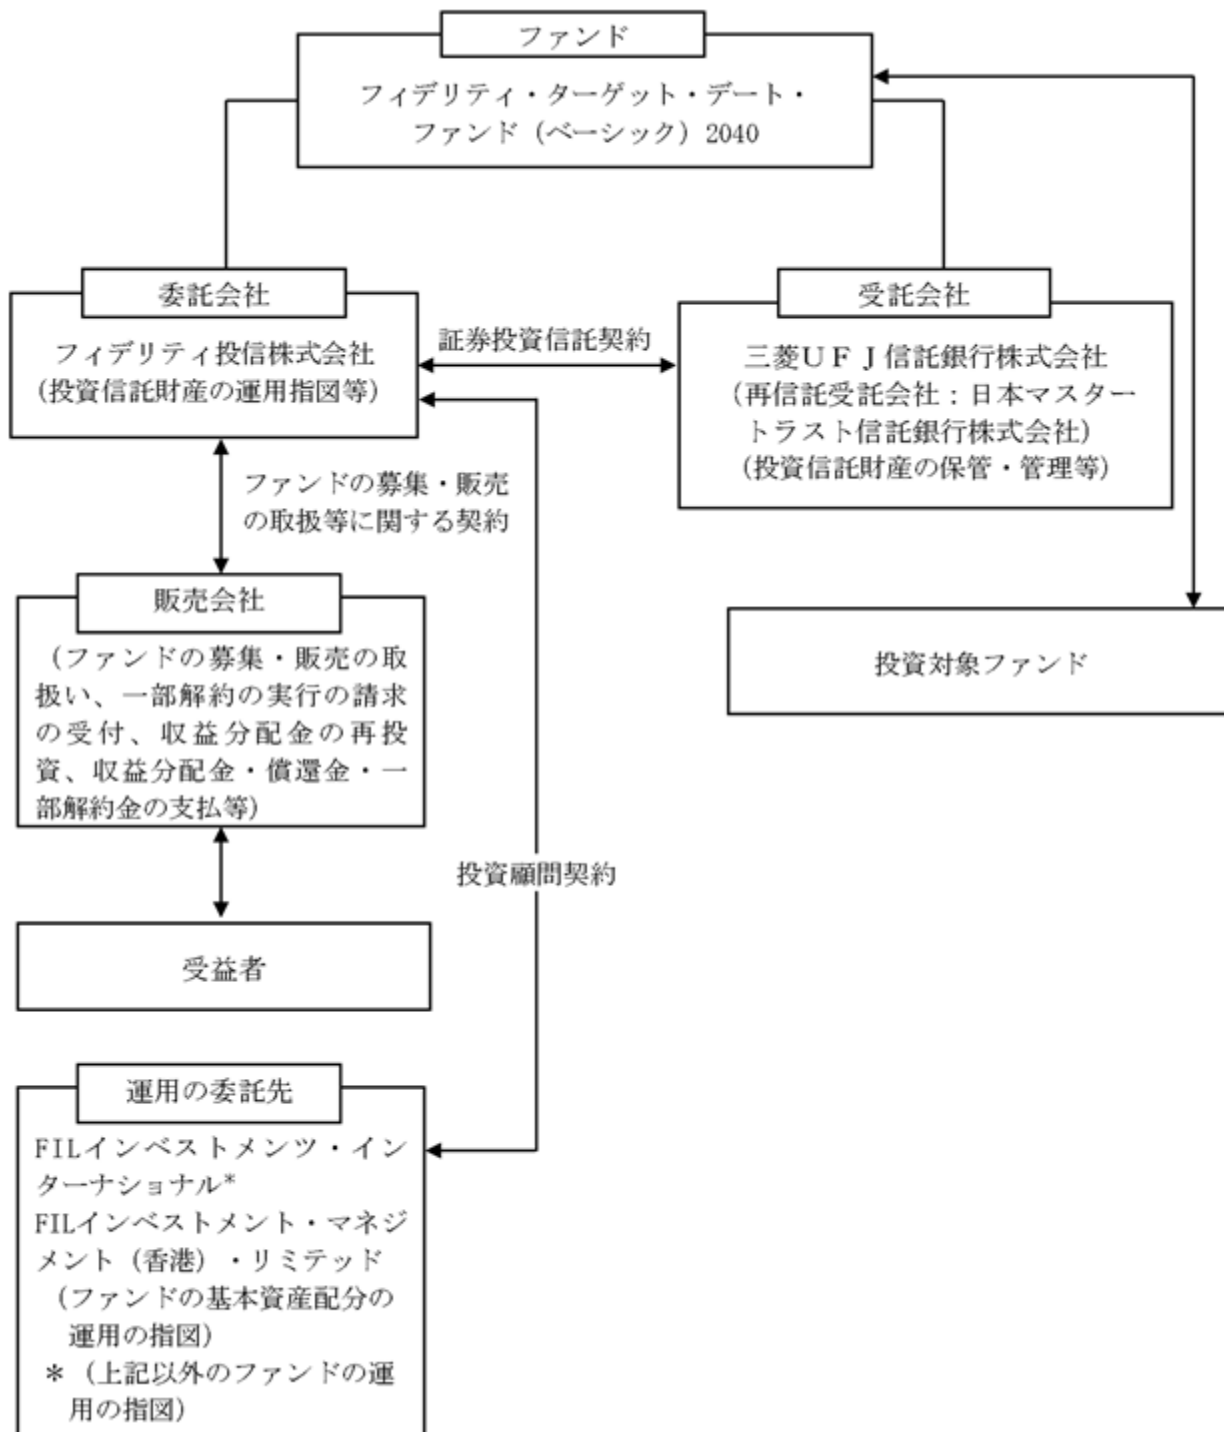 ファンド
フィデリティ・ターゲット・デート・
ファンド（ベーシック）2040
委託会社
フィデリティ投信株式会社
（投資信託財産の運用指図等）
証券投資信託契約
受託会社
三菱ＵＦＪ信託銀行株式会社
（再信託受託会社：日本マスター
トラスト信託銀行株式会社）
（投資信託財産の保管・管理等）
ファンドの募集・販売
の取扱等に関する契約
販売会社
（ファンドの募集・販売の取
扱い、一部解約の実行の請求
の受付、収益分配金の再投
資、収益分配金・償還金・一
部解約金の支払等）
投資対象ファンド
投資顧問契約
受益者
運用の委託先
FILインベストメンツ・イン
ターナショナル*
FILインベストメント・マネジ
メント（香港）・リミテッド
（ファンドの基本資産配分の
運用の指図）
＊（上記以外のファンドの運
用の指図）